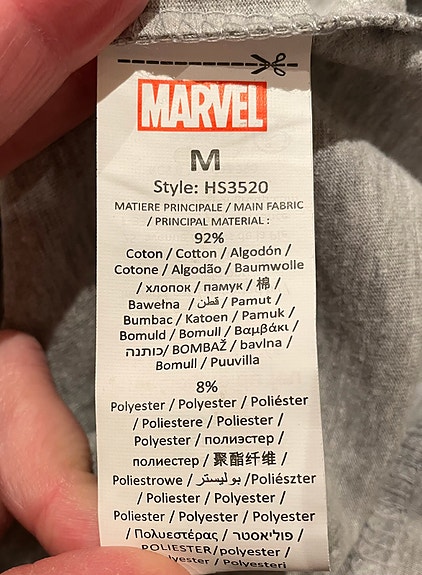 MARVEL
M
Style: HS3520
MATIERE PRINCIPALE / MAIN FABRIC
/ PRINCIPAL MATERIAL :
92%
Coton / Cotton / Algodón /
Cotone / Algodão / Baumwolle
/ хлопок / памук / 棉 /
Bawełna / قطن / Pamut /
Bumbac / Katoen / Pamuk /
Bomuld / Bomull / Βαμβάκι /
כותנה/ BOMBAŽ / bavlna /
Bomull / Puuvilla
8%
Polyester / Polyester / Poliéster
/ Poliestere / Poliester /
Polyester / полиэстер /
полиестер / 聚酯纤维 /
Poliestrowe / بوليستر /Poliészter
/ Poliester / Polyester /
Poliester / Polyester / Polyester
/ Πολυεστέρας / פוליאסטר /
POLIESTER/polyester /
Polyester / Polyesteri